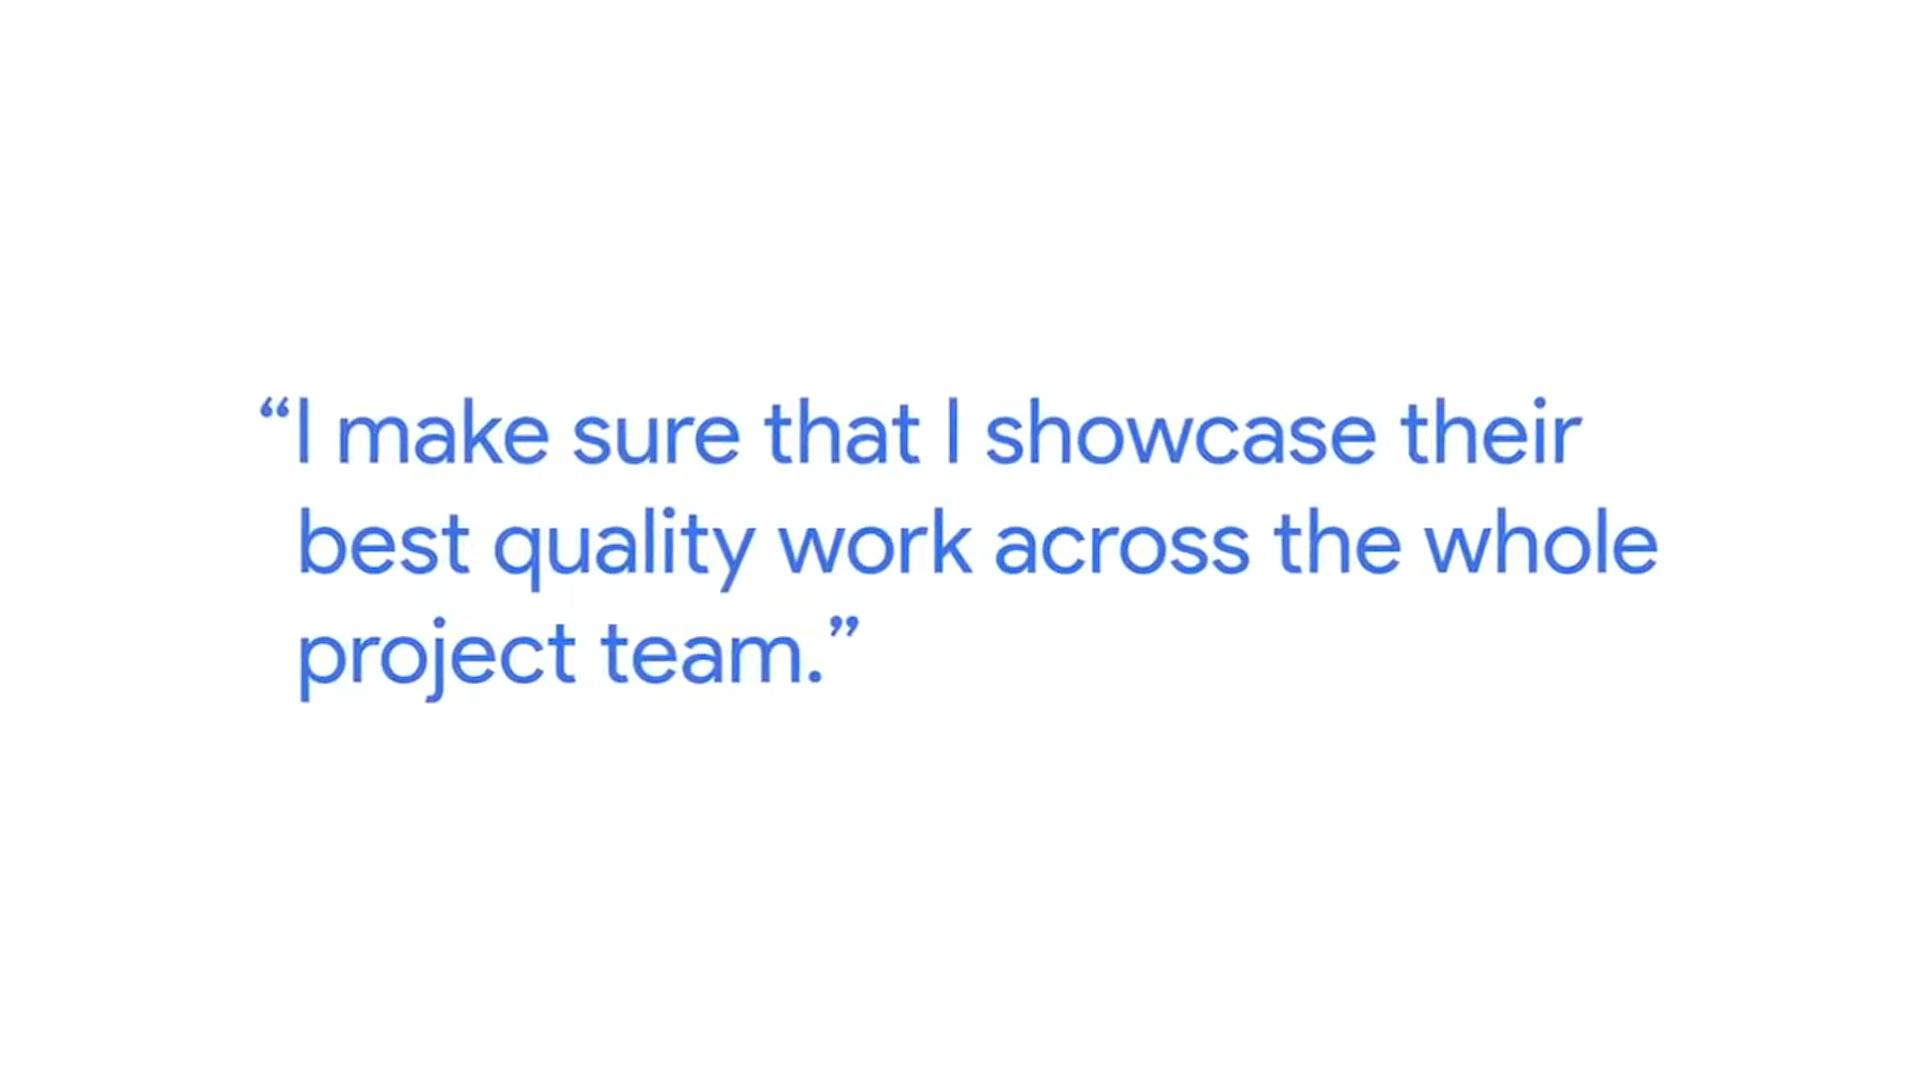 “I make sure that I showcase their
best quality work across the whole
project team.”